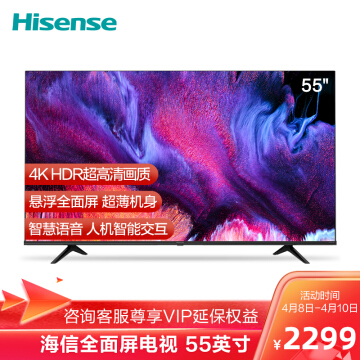 Hisense
55"
4K HDR超高清画质
悬浮全面屏 超薄机身
智慧语音 人机智能交互
活动时间
4月8日-4月10日
咨询客服尊享VIP延保权益
¥2299
海信全面屏电视 55英寸